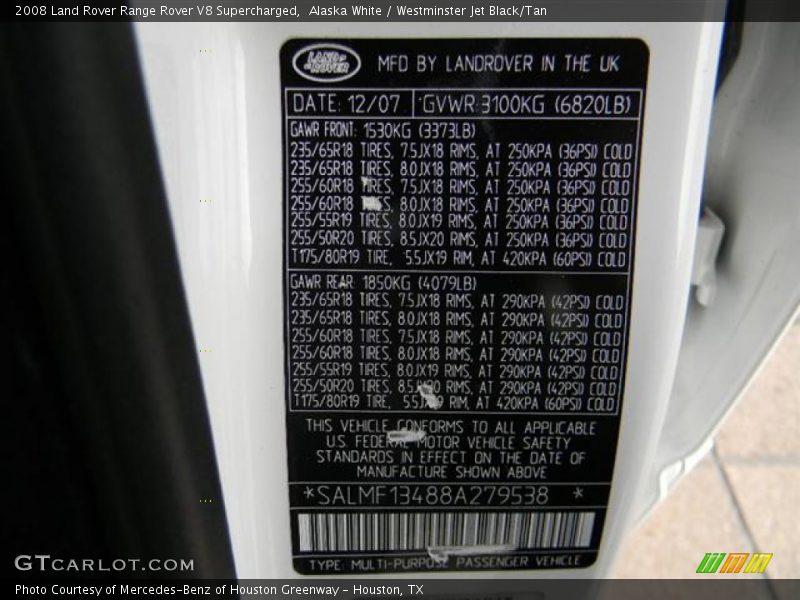 2008 Land Rover Range Rover V8 Supercharged,  Alaska White / Westminster Jet Black/Tan
LAND ROVER
MFD BY LANDROVER IN THE UK
DATE: 12/07 GVWR 3100KG (6820LB)
GAWR FRONT: 1530KG (3373LB)
235/65R18 TIRES, 7.5JX18 RIMS, AT 250KPA (36PSI) COLD
235/65R18 TIRES, 8.0JX18 RIMS, AT 250KPA (36PSI) COLD
255/60R18 TIRES, 7.5JX18 RIMS, AT 250KPA (36PSI) COLD
255/60R18 TIRES, 8.0JX18 RIMS, AT 250KPA (36PSI) COLD
255/55R19 TIRES, 8.0JX19 RIMS, AT 250KPA (36PSI) COLD
255/50R20 TIRES, 8.5JX20 RIMS, AT 250KPA (36PSI) COLD
T175/80R19 TIRE, 5.5JX19 RIM, AT 420KPA (60PSI) COLD
GAWR REAR: 1850KG (4079LB)
235/65R18 TIRES, 7.5JX18 RIMS, AT 290KPA (42PSI) COLD
235/65R18 TIRES, 8.0JX18 RIMS, AT 290KPA (42PSI) COLD
255/60R18 TIRES, 7.5JX18 RIMS, AT 290KPA (42PSI) COLD
255/60R18 TIRES, 8.0JX18 RIMS, AT 290KPA (42PSI) COLD
255/55R19 TIRES, 8.0JX19 RIMS, AT 290KPA (42PSI) COLD
255/50R20 TIRES, 8.5JX20 RIMS, AT 290KPA (42PSI) COLD
T175/80R19 TIRE, 5.5JX19 RIM, AT 420KPA (60PSI) COLD
THIS VEHICLE CONFORMS TO ALL APPLICABLE
U.S. FEDERAL MOTOR VEHICLE SAFETY
STANDARDS IN EFFECT ON THE DATE OF
MANUFACTURE SHOWN ABOVE
*SALMF13488A279538 *
TYPE: MULTI-PURPOSE PASSENGER VEHICLE
GTcarlot.com
Photo Courtesy of Mercedes-Benz of Houston Greenway - Houston, TX